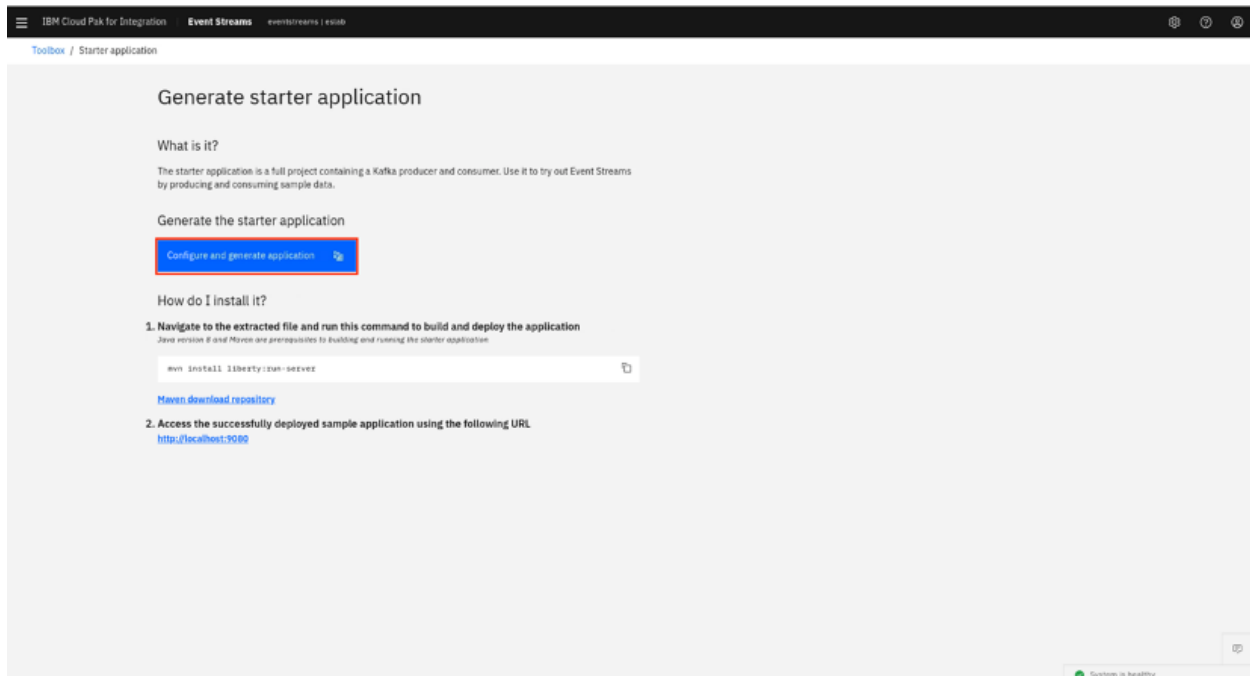 IBM Cloud Pak for Integration | Event Streams eventstreams | eslab
Toolbox / Starter application
Generate starter application
What is it?
The starter application is a full project containing a Kafka producer and consumer. Use it to try out Event Streams
by producing and consuming sample data.
Generate the starter application
Configure and generate application
How do I install it?
1. Navigate to the extracted file and run this command to build and deploy the application
Java version 8 and Maven are prerequisites to building and running the starter application
mvn install liberty:run-server
Maven download repository
2. Access the successfully deployed sample application using the following URL
http://localhost:9080
System is healthy